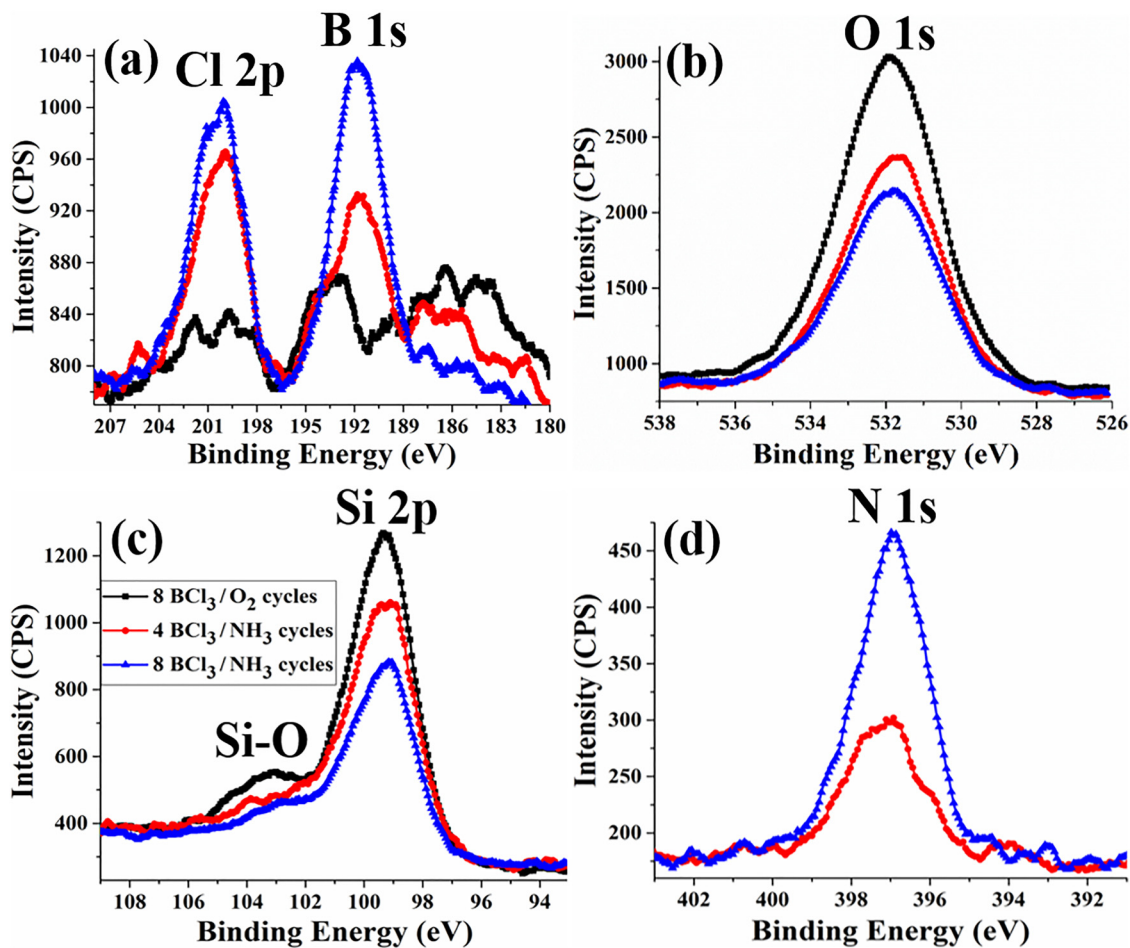 (a)
Cl 2p
B 1s
1040
1000
960
920
880
840
800
Intensity (CPS)
207 204 201 198 195 192 189 186 183 180
Binding Energy (eV)
(b)
O 1s
3000
2500
2000
1500
1000
Intensity (CPS)
538 536 534 532 530 528 526
Binding Energy (eV)
(c)
Si 2p
Si-O
8 BCl₃ / O₂ cycles
4 BCl₃ / NH₃ cycles
8 BCl₃ / NH₃ cycles
1200
1000
800
600
400
Intensity (CPS)
108 106 104 102 100 98 96 94
Binding Energy (eV)
(d)
N 1s
450
400
350
300
250
200
Intensity (CPS)
402 400 398 396 394 392
Binding Energy (eV)